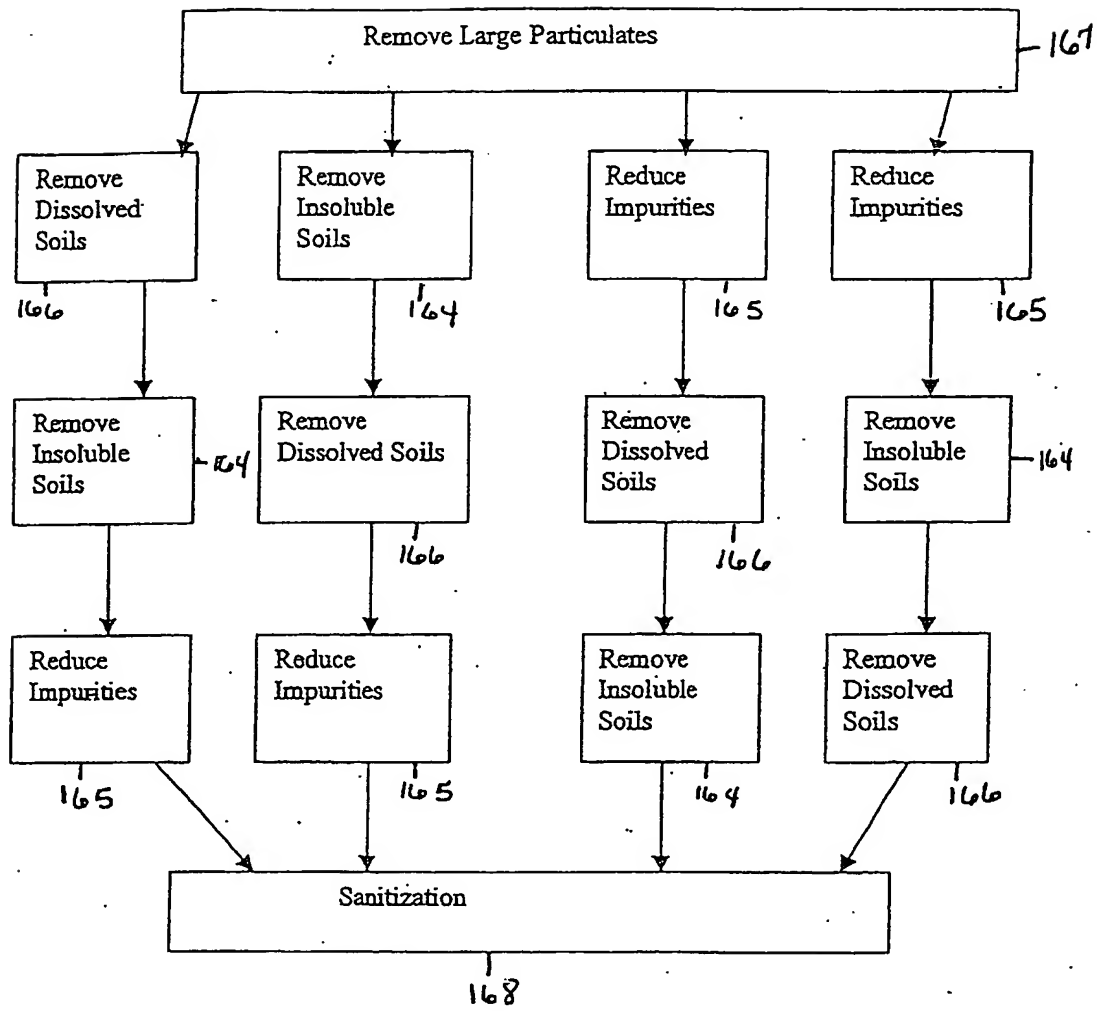 Remove Large Particulates
167
Remove
Dissolved
Soils
166
Remove
Insoluble
Soils
164
Reduce
Impurities
165
Reduce
Impurities
165
Remove
Insoluble
Soils
164
Remove
Dissolved Soils
166
Remove
Dissolved
Soils
166
Remove
Insoluble
Soils
164
Reduce
Impurities
165
Reduce
Impurities
165
Remove
Insoluble
Soils
164
Remove
Dissolved
Soils
166
Sanitization
168